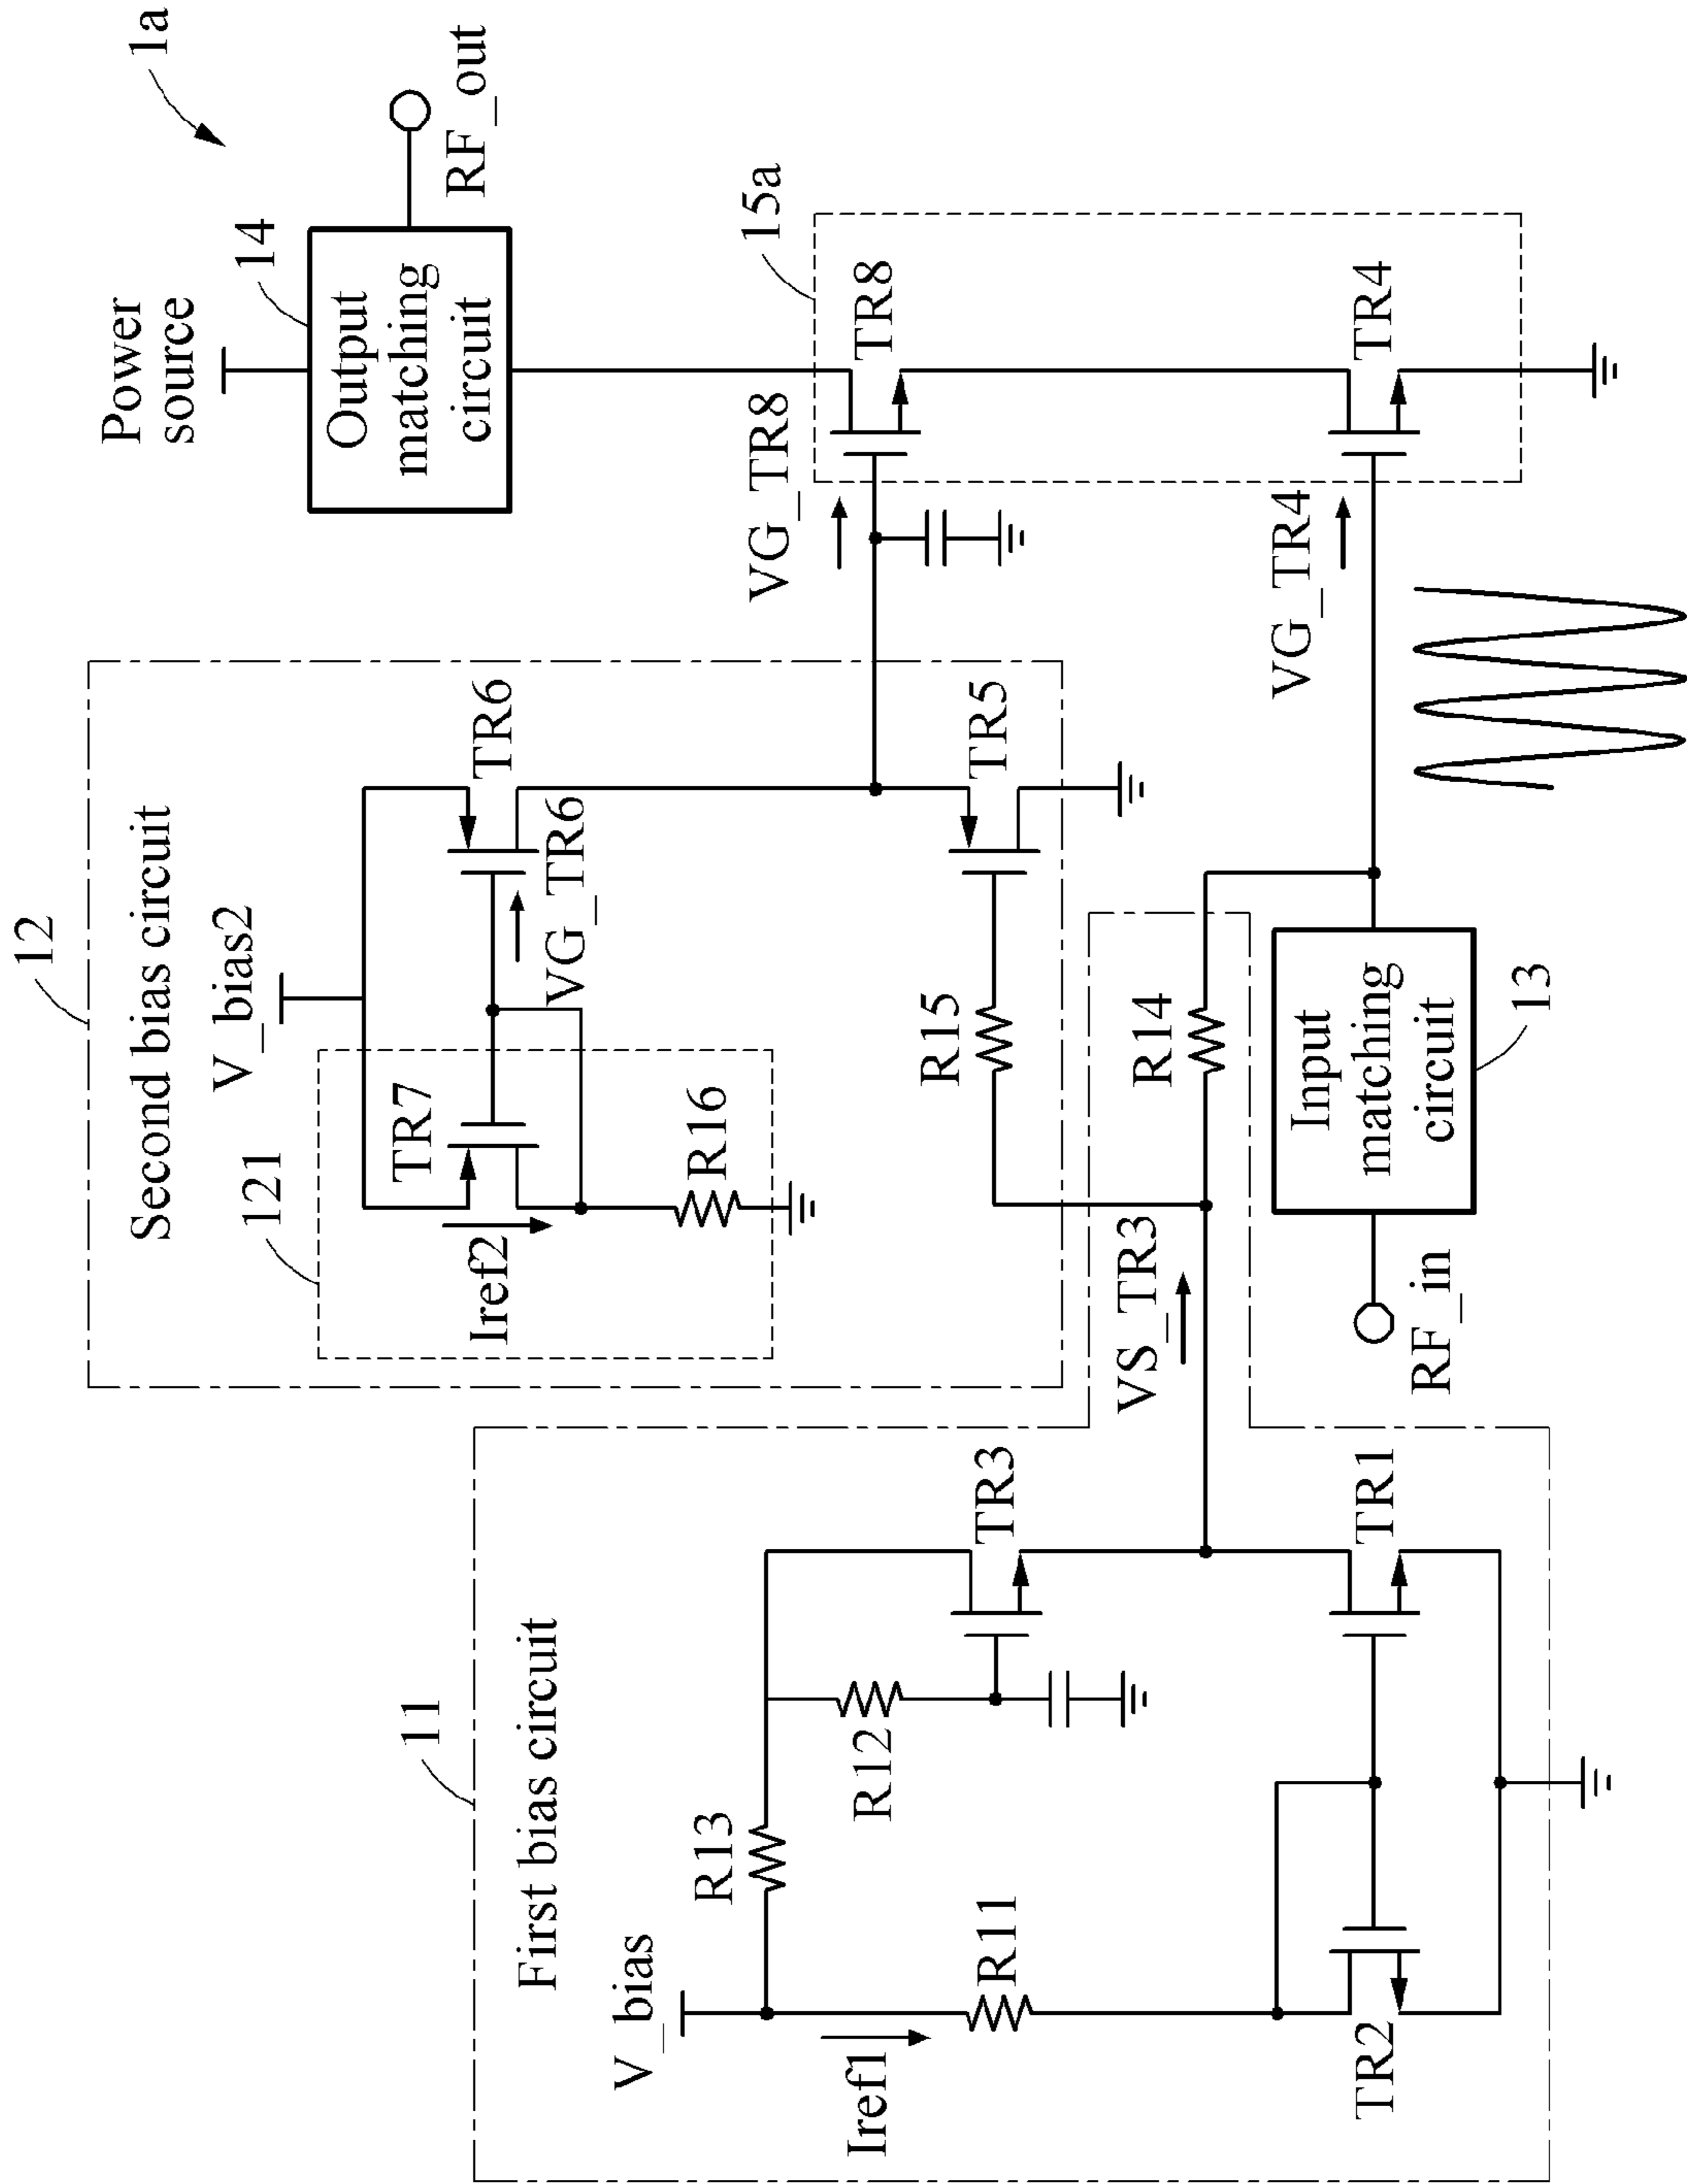 1a
Power
source
14
Output
matching
circuit
RF_out
15a
TR8
TR4
VG_TR8
VG_TR4
12
Second bias circuit
V_bias2
121
TR7
TR6
VG_TR6
Iref2
R16
R15
TR5
R14
Input
matching
circuit
13
RF_in
VS_TR3
11
First bias circuit
V_bias
R13
R12
TR3
R11
Iref1
TR2
TR1